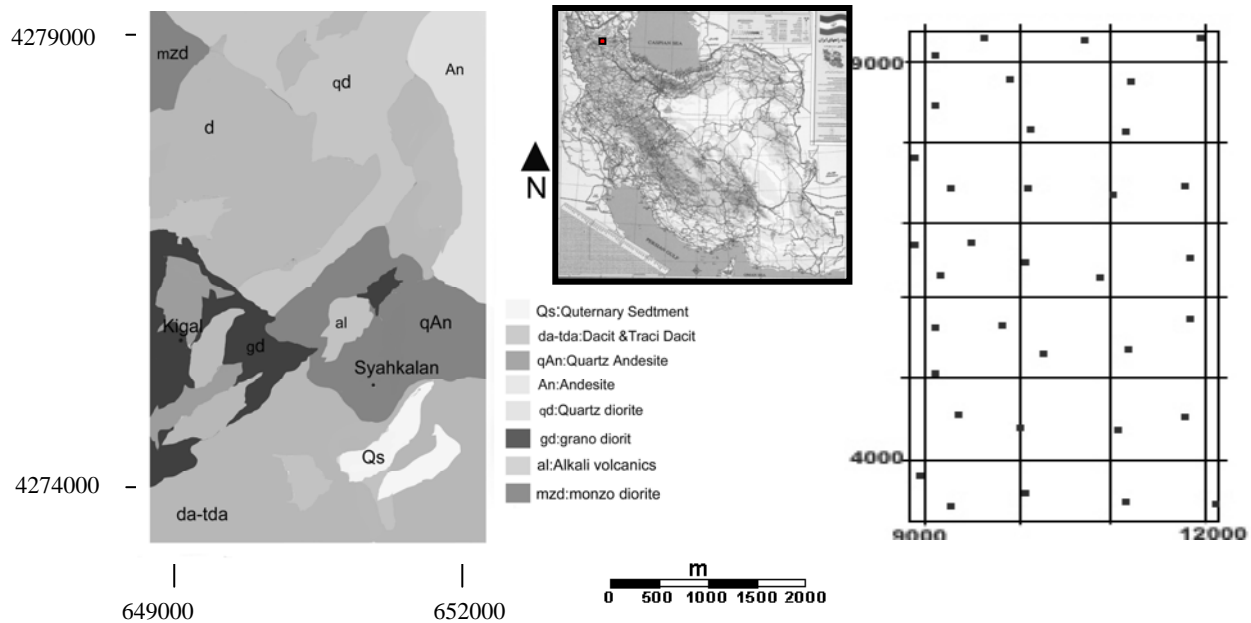 4279000
mzd
qd
An
d
Kigal
gd
al
qAn
Syahkalan
Qs
da-tda
4274000
649000
652000
N
CASPIAN SEA
Qs:Quternary Sedtment
da-tda:Dacit &Traci Dacit
qAn:Quartz Andesite
An:Andesite
qd:Quartz diorite
gd:grano diorit
al:Alkali volcanics
mzd:monzo diorite
m
0 500 1000 1500 2000
9000
4000
9000
12000